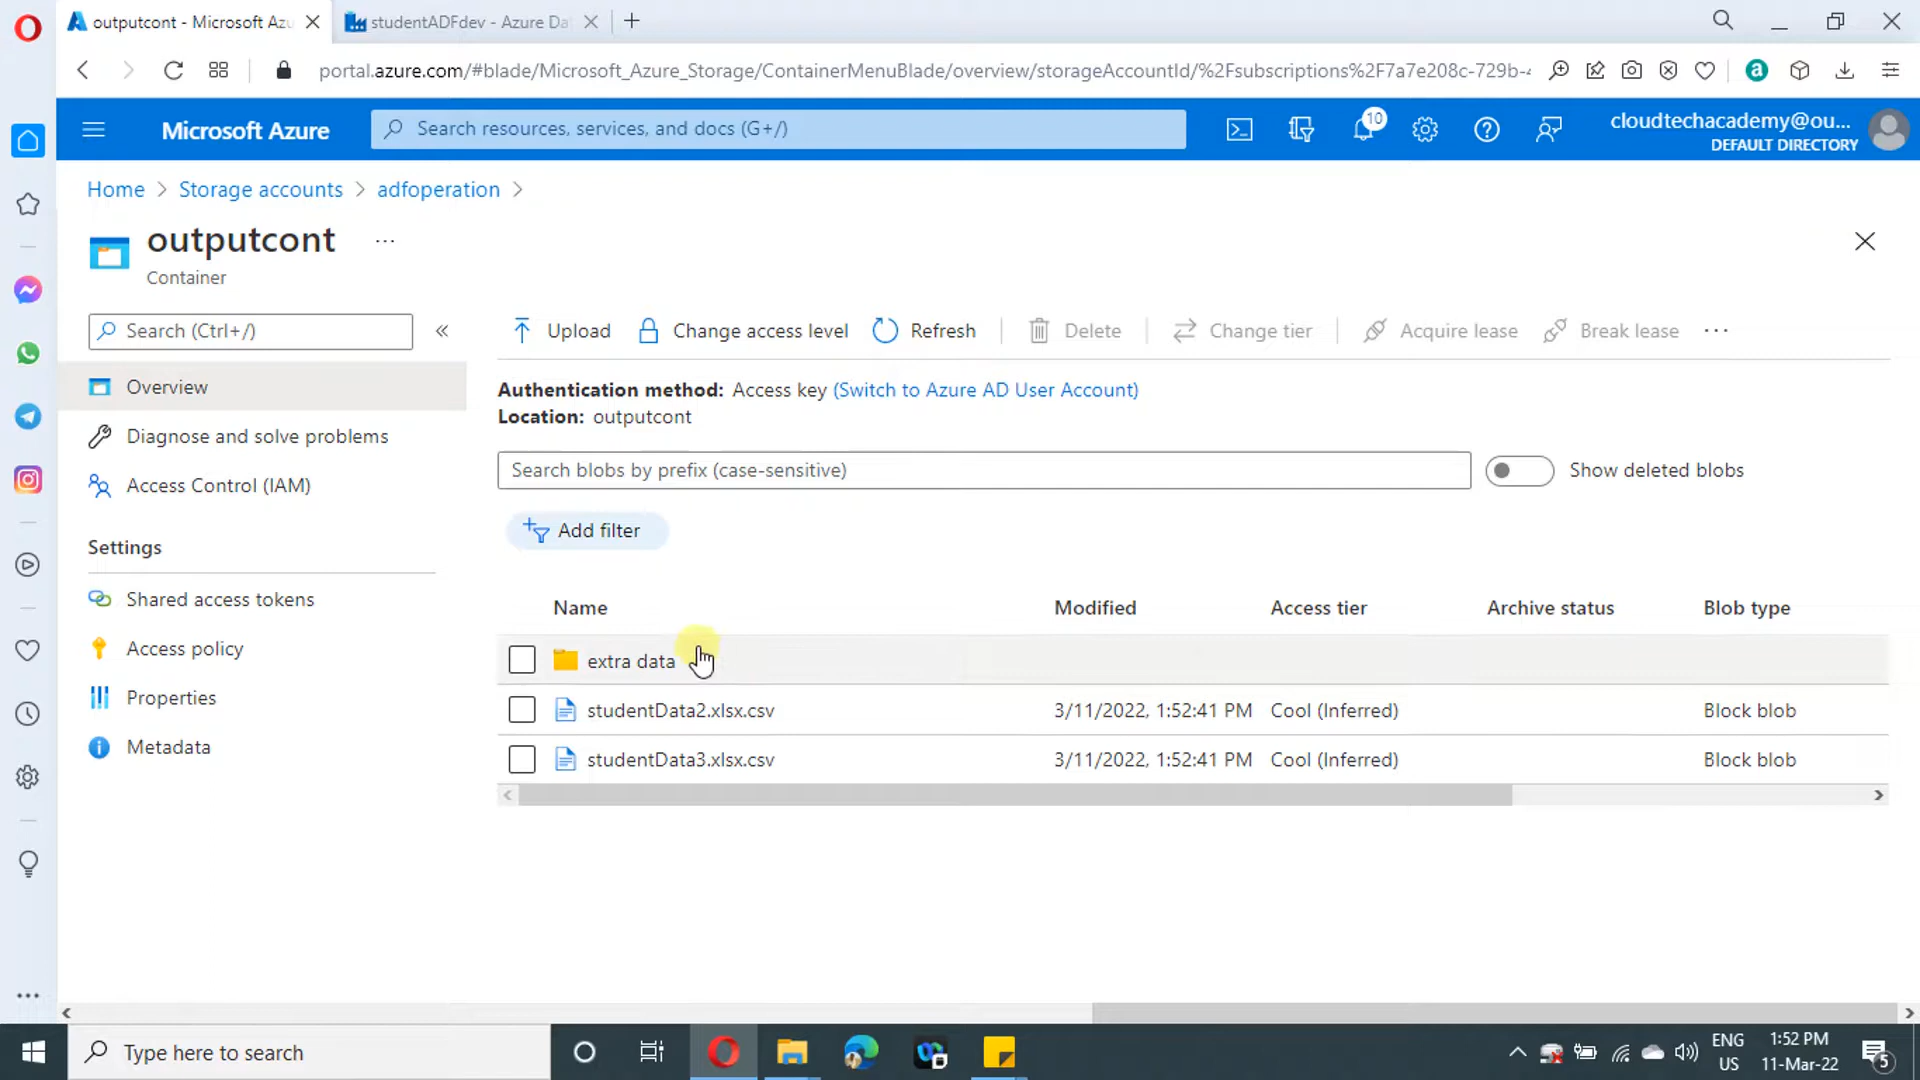 outputcont - Microsoft Azu
studentADFdev - Azure Da
portal.azure.com/#blade/Microsoft_Azure_Storage/ContainerMenuBlade/overview/storageAccountId/%2Fsubscriptions%2F7a7e208c-729b-4
Microsoft Azure
Search resources, services, and docs (G+/)
10
cloudtechacademy@ou...
DEFAULT DIRECTORY
Home > Storage accounts > adfoperation >
outputcont ...
Container
Search (Ctrl+/)
«
Upload
Change access level
Refresh
Delete
Change tier
Acquire lease
Break lease
...
Overview
Diagnose and solve problems
Access Control (IAM)
Settings
Shared access tokens
Access policy
Properties
Metadata
Authentication method: Access key (Switch to Azure AD User Account)
Location: outputcont
Search blobs by prefix (case-sensitive)
Show deleted blobs
Add filter
Name Modified Access tier Archive status Blob type
extra data
studentData2.xlsx.csv 3/11/2022, 1:52:41 PM Cool (Inferred) Block blob
studentData3.xlsx.csv 3/11/2022, 1:52:41 PM Cool (Inferred) Block blob
Type here to search
ENG
US
1:52 PM
11-Mar-22
5